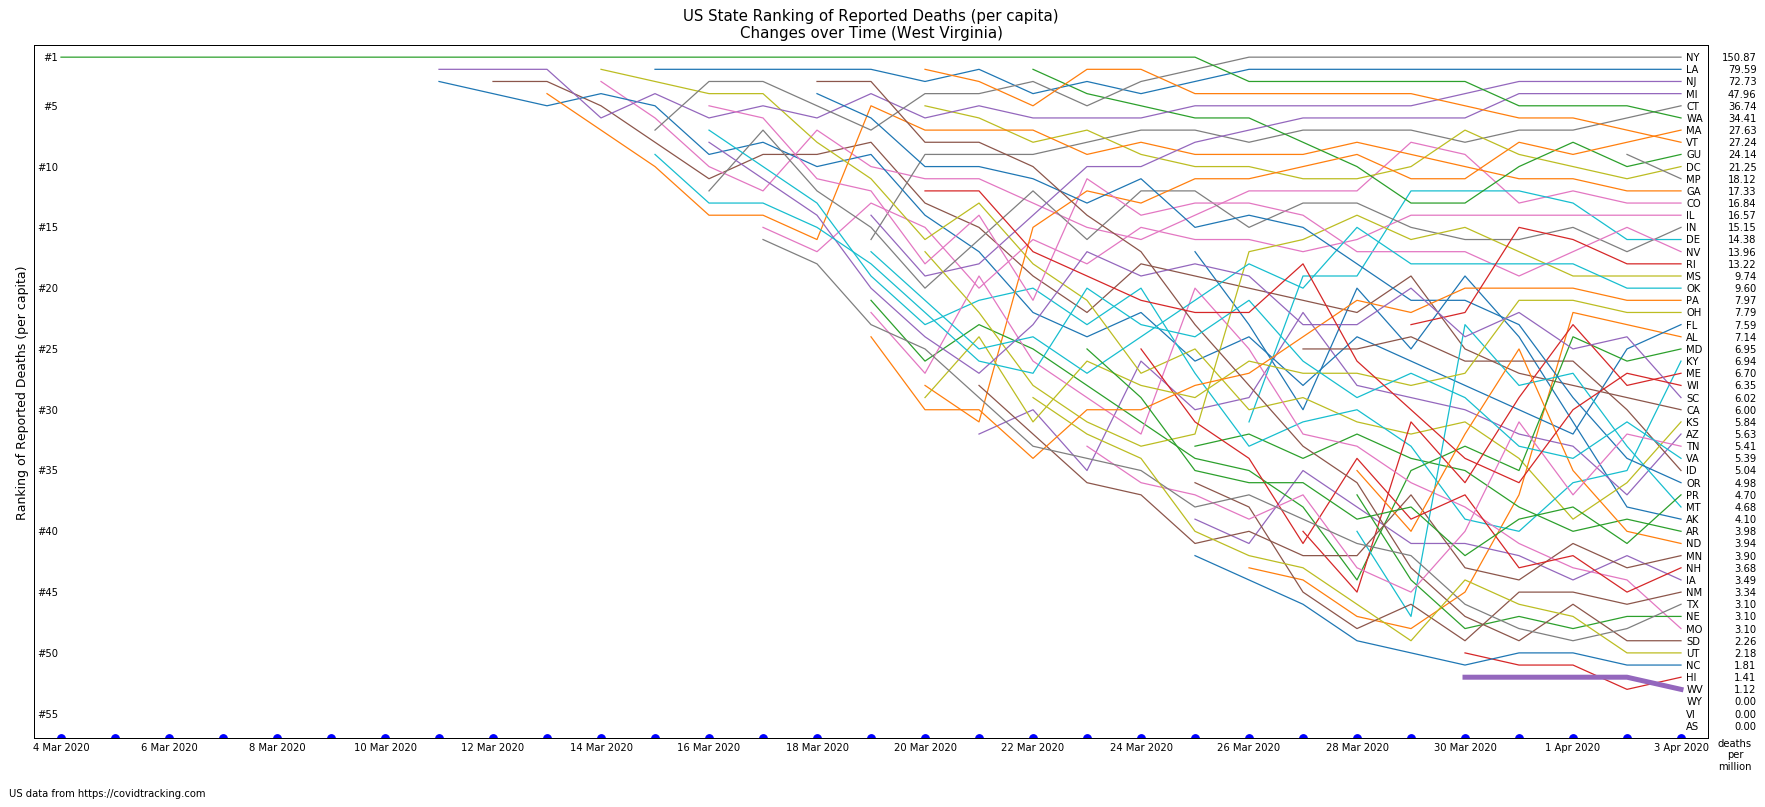 US State Ranking of Reported Deaths (per capita)
Changes over Time (West Virginia)
Ranking of Reported Deaths (per capita)
#1
#5
#10
#15
#20
#25
#30
#35
#40
#45
#50
#55
NY 150.87
LA 79.59
NJ 72.73
MI 47.96
CT 36.74
WA 34.41
MA 27.63
VT 27.24
GU 24.14
DC 21.25
MP 18.12
GA 17.33
CO 16.84
IL 16.57
IN 15.15
DE 14.38
NV 13.96
RI 13.22
MS 9.74
OK 9.60
PA 7.97
OH 7.79
FL 7.59
AL 7.14
MD 6.95
KY 6.94
ME 6.70
WI 6.35
SC 6.02
CA 6.00
KS 5.84
AZ 5.63
TN 5.41
VA 5.39
ID 5.04
OR 4.98
PR 4.70
MT 4.68
AK 4.10
AR 3.98
ND 3.94
MN 3.90
NH 3.68
IA 3.49
NM 3.34
TX 3.10
NE 3.10
MO 3.10
SD 2.26
UT 2.18
NC 1.81
HI 1.41
WV 1.12
WY 0.00
VI 0.00
AS 0.00
4 Mar 2020 6 Mar 2020 8 Mar 2020 10 Mar 2020 12 Mar 2020 14 Mar 2020 16 Mar 2020 18 Mar 2020 20 Mar 2020 22 Mar 2020 24 Mar 2020 26 Mar 2020 28 Mar 2020 30 Mar 2020 1 Apr 2020 3 Apr 2020
deaths
per
million
US data from https://covidtracking.com